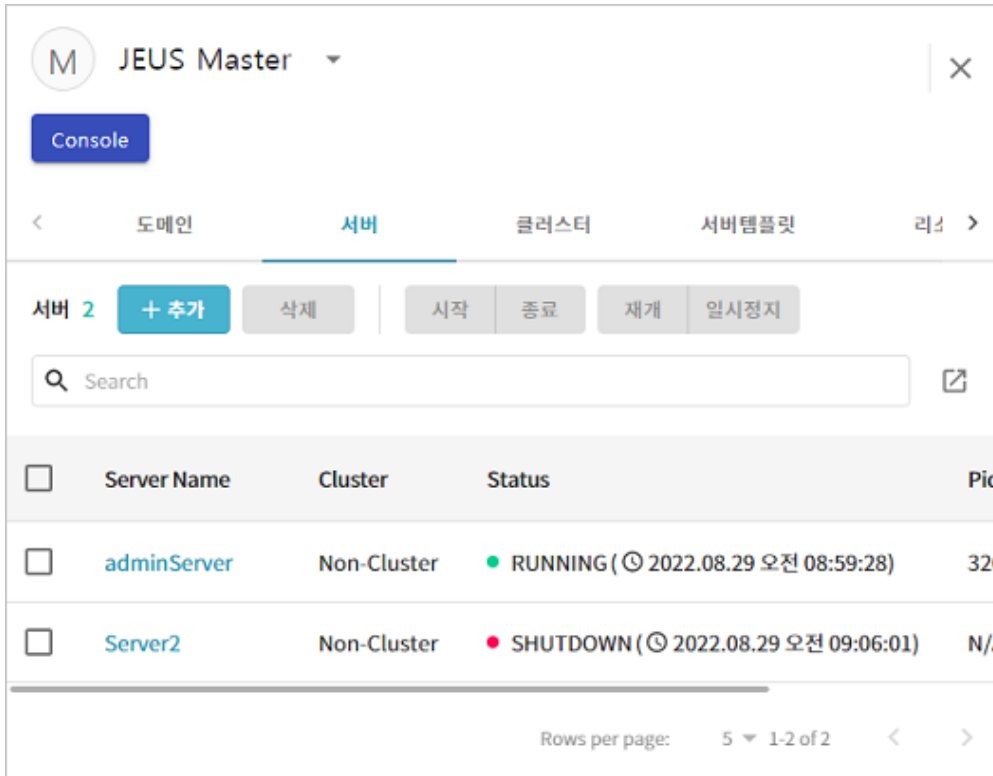 M JEUS Master
Console
도메인 서버 클러스터 서버템플릿
서버 2 + 추가 삭제 시작 종료 재개 일시정지
Search
Server Name Cluster Status
adminServer Non-Cluster RUNNING ( 2022.08.29 오전 08:59:28)
Server2 Non-Cluster SHUTDOWN ( 2022.08.29 오전 09:06:01)
Rows per page: 5 1-2 of 2